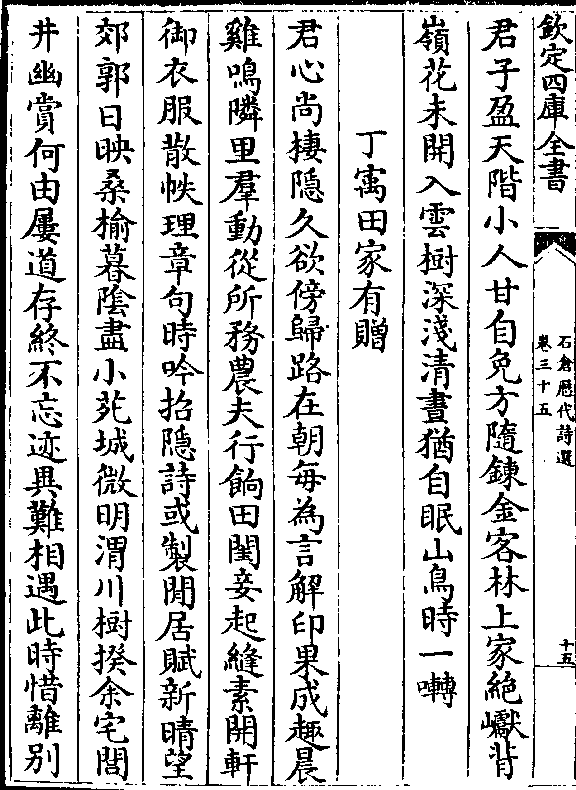 欽定四庫全書
石倉歷代詩選
卷三十五
十五
君子盈天階小人甘自免方隨鍊金客林上家絶巘背
嶺花未開入雲樹深淺清晝猶自眠山鳥時一囀
丁寓田家有贈
君心尚棲隱久欲傍歸路在朝每為言解印果成趣晨
雞鳴隣里羣動從所務農夫行餉田閨妾起縫素開軒
御衣服散帙理章句時吟招隱詩或製閒居賦新晴望
郊郭日映桑榆暮陰盡小苑城微明渭川樹揆余宅閭
井幽賞何由屢道存終不忘迹異難相遇此時惜離别